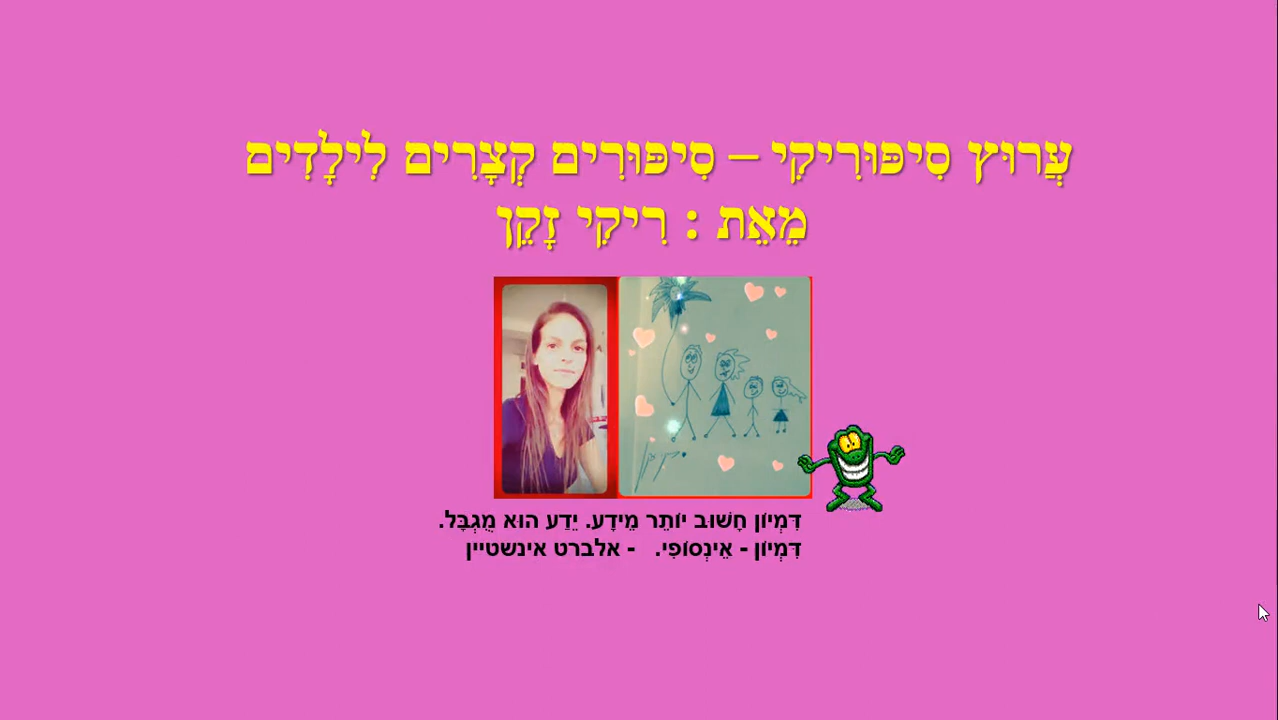 עֲרוּץ סִיפּוּרִיקִי – סִיפּוּרִים קְצָרִים לִילָדִים
מֵאֵת : רִיקִי זָקֵן
דִּמְיוֹן חָשׁוּב יוֹתֵר מֵידָע. יֵדַע הוּא מֻגְבָּל.
דִּמְיוֹן - אֵינְסוֹפִי. - אלברט אינשטיין